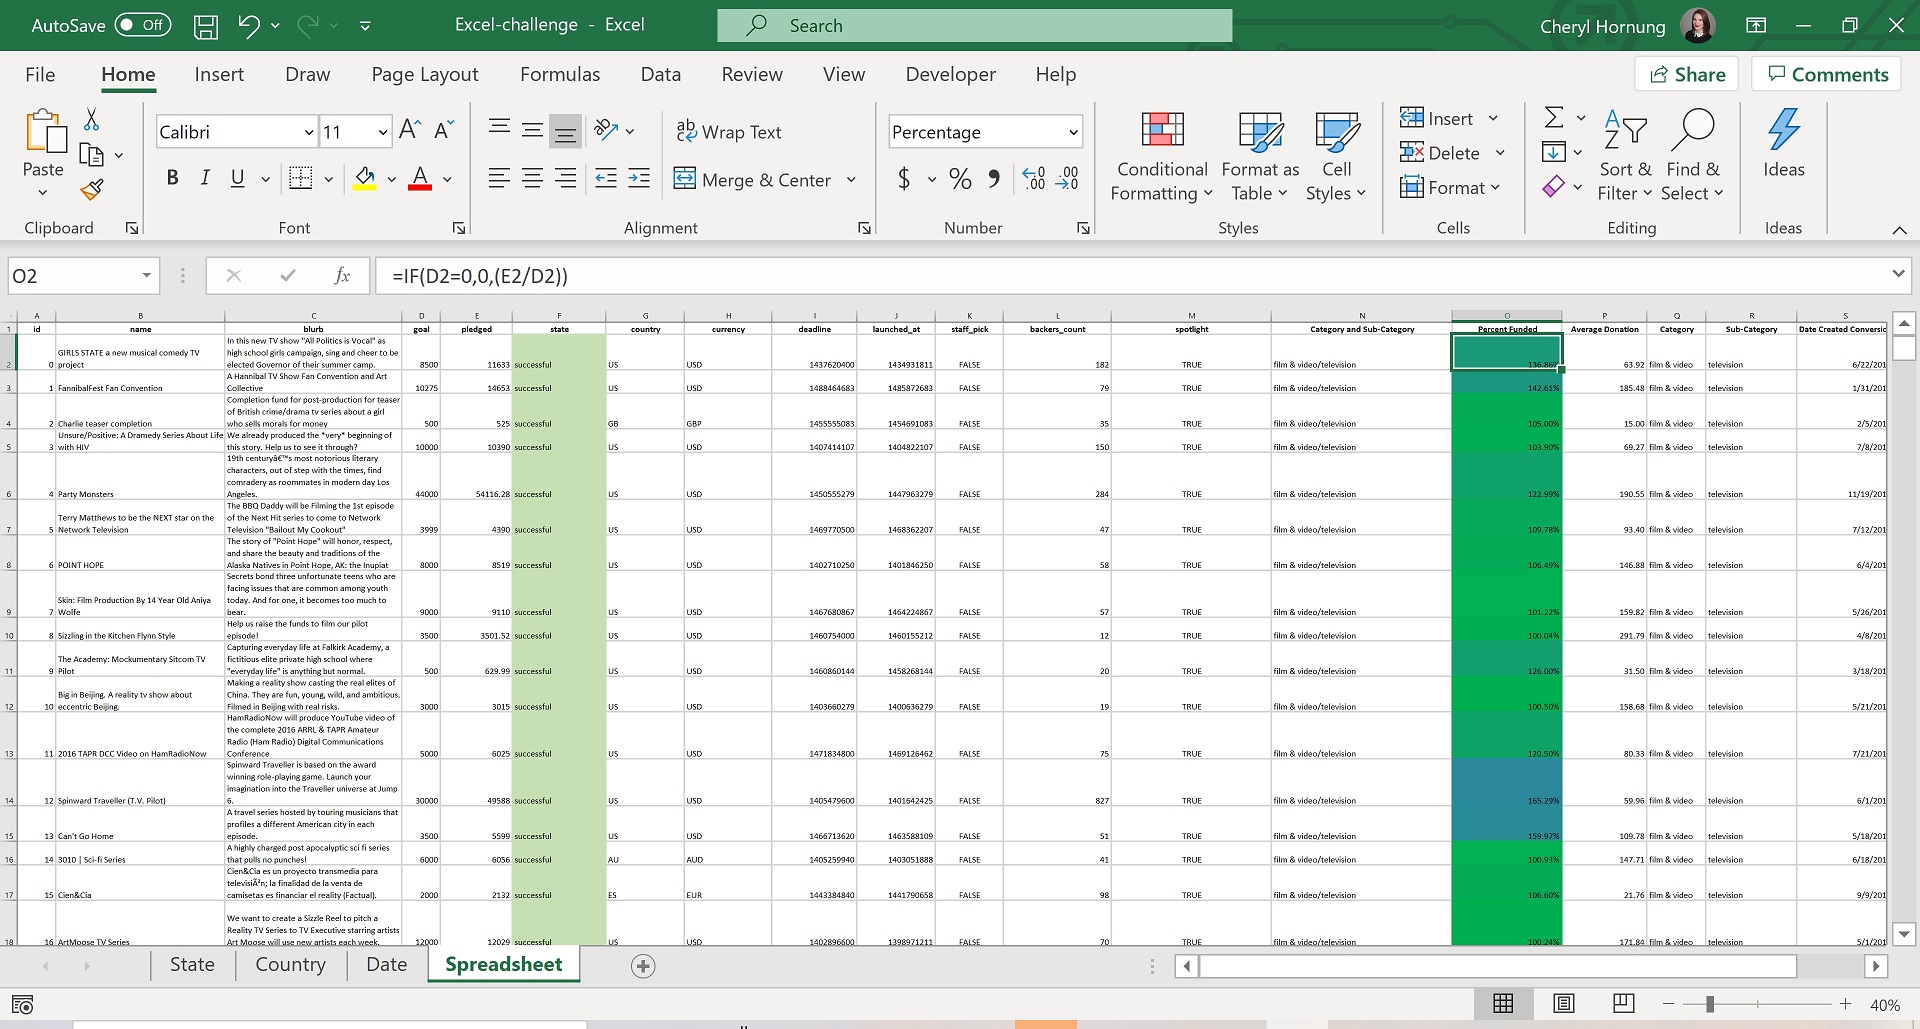 AutoSave Off Excel-challenge - Excel Search Cheryl Hornung
File Home Insert Draw Page Layout Formulas Data Review View Developer Help Share Comments
Calibri 11 ab Wrap Text Percentage Insert
Paste B I U Merge & Center $ % Conditional Formatting Format as Table Cell Styles Delete Format Sort & Filter Find & Select Ideas
Clipboard Font Alignment Number Styles Cells Editing Ideas
O2 fx =IF(D2=0,0,(E2/D2))
A B C D E F G H I J K L M N O P Q R S
1 id name blurb goal pledged state country currency deadline launched_at staff_pick backers_count spotlight Category and Sub-Category Percent Funded Average Donation Category Sub-Category Date Created Conversic
In this new TV show "All Politics is Vocal" as
GIRLS STATE a new musical comedy TV high school girls campaign, sing and cheer to be
2 0 project elected Governor of their summer camp. 8500 11633 successful US USD 1437620400 1434931811 FALSE 182 TRUE film & video/television 136.86% 63.92 film & video television 6/22/201
A Hannibal TV Show Fan Convention and Art
3 1 FannibalFest Fan Convention Collective 10275 14653 successful US USD 1488464683 1485872683 FALSE 79 TRUE film & video/television 142.61% 185.48 film & video television 1/31/201
Completion fund for post-production for teaser
of British crime/drama tv series about a girl
4 2 Charlie teaser completion who sells morals for money 500 525 successful GB GBP 1455555083 1454691083 FALSE 35 TRUE film & video/television 105.00% 15.00 film & video television 2/5/201
Unsure/Positive: A Dramedy Series About Life We already produced the *very* beginning of
5 3 with HIV this story. Help us to see it through? 10000 10390 successful US USD 1407414107 1404822107 FALSE 150 TRUE film & video/television 103.90% 69.27 film & video television 7/8/201
19th centuryâ€™s most notorious literary
characters, out of step with the times, find
comradery as roommates in modern day Los
6 4 Party Monsters Angeles. 44000 54116.28 successful US USD 1450555279 1447963279 FALSE 284 TRUE film & video/television 122.99% 190.55 film & video television 11/19/201
The BBQ Daddy will be Filming the 1st episode
Terry Matthews to be the NEXT star on the of the Next Hit series to come to Network
7 5 Network Television Television "Bailout My Cookout" 3999 4390 successful US USD 1469770500 1468362207 FALSE 47 TRUE film & video/television 109.78% 93.40 film & video television 7/12/201
The story of "Point Hope" will honor, respect,
and share the beauty and traditions of the
8 6 POINT HOPE Alaska Natives in Point Hope, AK: the Inupiat 8000 8519 successful US USD 1402710250 1401846250 FALSE 58 TRUE film & video/television 106.49% 146.88 film & video television 6/4/201
Secrets bond three unfortunate teens who are
facing issues that are common among youth
Skin: Film Production By 14 Year Old Aniya today. And for one, it becomes too much to
9 7 Wolfe bear. 9000 9110 successful US USD 1467680867 1464224867 FALSE 57 TRUE film & video/television 101.22% 159.82 film & video television 5/26/201
Help us raise the funds to film our pilot
10 8 Sizzling in the Kitchen Flynn Style episode! 3500 3501.52 successful US USD 1460754000 1460155212 FALSE 12 TRUE film & video/television 100.04% 291.79 film & video television 4/8/201
Capturing everyday life at Falkirk Academy, a
The Academy: Mockumentary Sitcom TV fictitious elite private high school where
11 9 Pilot "everyday life" is anything but normal. 500 629.99 successful US USD 1460860144 1458268144 FALSE 20 TRUE film & video/television 126.00% 31.50 film & video television 3/18/201
Making a reality show casting the real elites of
Big in Beijing. A reality tv show about China. They are fun, young, wild, and ambitious.
12 10 eccentric Beijing. Filmed in Beijing with real risks. 3000 3015 successful US USD 1403660279 1400636279 FALSE 19 TRUE film & video/television 100.50% 158.68 film & video television 5/21/201
HamRadioNow will produce YouTube video of
the complete 2016 ARRL & TAPR Amateur
Radio (Ham Radio) Digital Communications
13 11 2016 TAPR DCC Video on HamRadioNow Conference 5000 6025 successful US USD 1471834800 1469126462 FALSE 75 TRUE film & video/television 120.50% 80.33 film & video television 7/21/201
Spinward Traveller is based on the award
winning role-playing game. Launch your
imagination into the Traveller universe at Jump
14 12 Spinward Traveller (T.V. Pilot) 6. 30000 49588 successful US USD 1405479600 1401642425 FALSE 827 TRUE film & video/television 165.29% 59.96 film & video television 6/1/201
A travel series hosted by touring musicians that
profiles a different American city in each
15 13 Can't Go Home episode. 3500 5599 successful US USD 1466713620 1463588109 FALSE 51 TRUE film & video/television 159.97% 109.78 film & video television 5/18/201
A highly charged post apocalyptic sci fi series
16 14 3010 | Sci-fi Series that pulls no punches! 6000 6056 successful AU AUD 1405259940 1403051888 FALSE 41 TRUE film & video/television 100.93% 147.71 film & video television 6/18/201
Cien&Cia es un proyecto transmedia para
televisiÃ³n; la finalidad de la venta de
17 15 Cien&Cia camisetas es financiar el reality (Factual). 2000 2132 successful ES EUR 1443384840 1441790658 FALSE 98 TRUE film & video/television 106.60% 21.76 film & video television 9/9/201
We want to create a Sizzle Reel to pitch a
Reality TV Series to TV Executive starring artists
18 16 ArtMoose TV Series Art Moose will use new artists each week. 12000 12029 successful US USD 1402896600 1398971211 FALSE 70 TRUE film & video/television 100.24% 171.84 film & video television 5/1/201
State Country Date Spreadsheet
40%